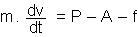 m. dv/dt = P – A – f